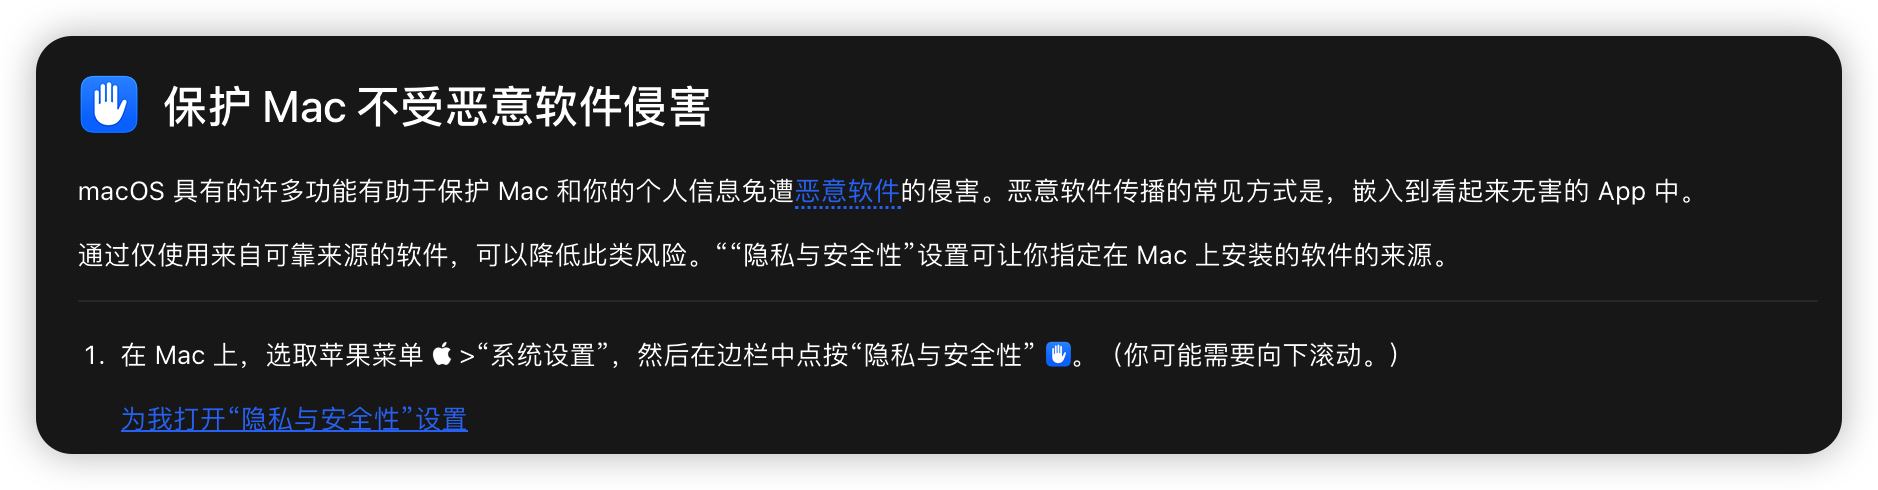 保护 Mac 不受恶意软件侵害
macOS 具有的许多功能有助于保护 Mac 和你的个人信息免遭恶意软件的侵害。恶意软件传播的常见方式是，嵌入到看起来无害的 App 中。
通过仅使用来自可靠来源的软件，可以降低此类风险。““隐私与安全性”设置可让你指定在 Mac 上安装的软件的来源。
1. 在 Mac 上，选取苹果菜单  >“系统设置”，然后在边栏中点按“隐私与安全性” 。（你可能需要向下滚动。）
为我打开“隐私与安全性”设置